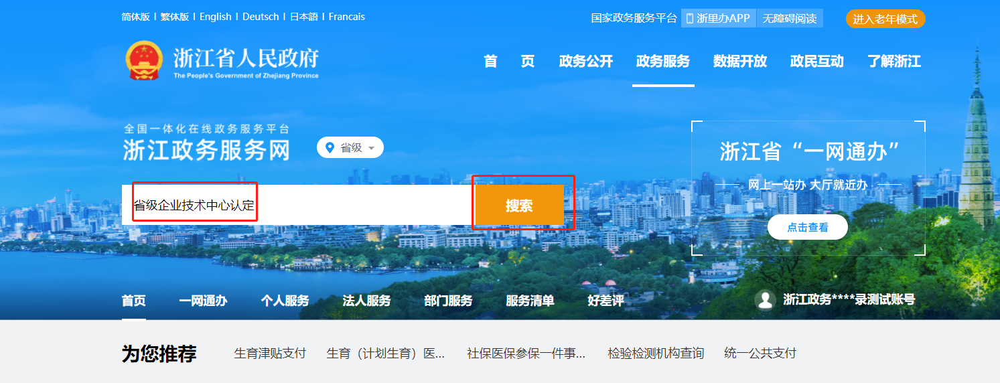 简体版 | 繁体版 | English | Deutsch | 日本語 | Francais
国家政务服务平台 浙里办APP 无障碍阅读 进入老年模式
浙江省人民政府
The People's Government of Zhejiang Province
首 页 政务公开 政务服务 数据开放 政民互动 了解浙江
全国一体化在线政务服务平台
浙江政务服务网
省级
浙江省“一网通办”
网上一站办 大厅就近办
省级企业技术中心认定
搜索
点击查看
首页 一网通办 个人服务 法人服务 部门服务 服务清单 好差评
浙江政务****录测试账号
为您推荐 生育津贴支付 生育（计划生育）医... 社保医保参保一件事... 检验检测机构查询 统一公共支付